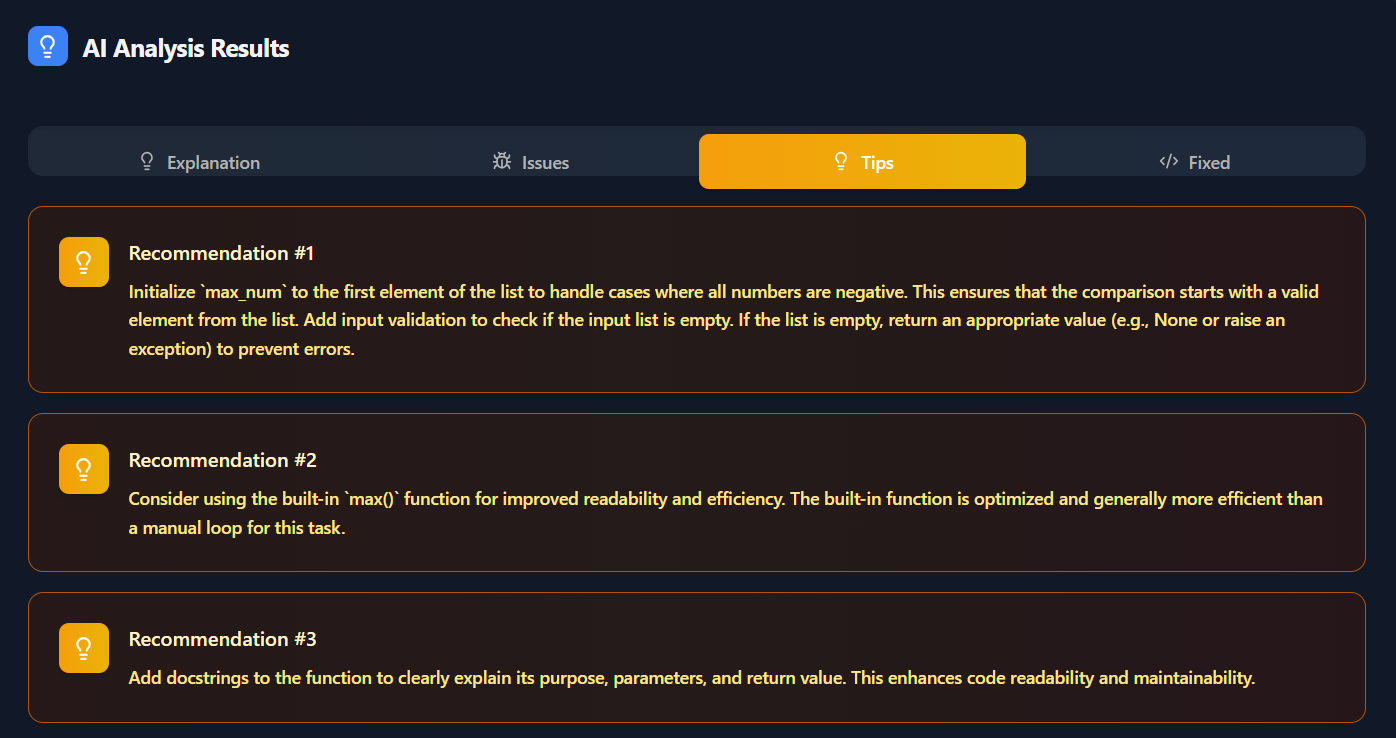 AI Analysis Results
Explanation
Issues
Tips
Fixed
Recommendation #1
Initialize `max_num` to the first element of the list to handle cases where all numbers are negative. This ensures that the comparison starts with a valid
element from the list. Add input validation to check if the input list is empty. If the list is empty, return an appropriate value (e.g., None or raise an
exception) to prevent errors.
Recommendation #2
Consider using the built-in `max()` function for improved readability and efficiency. The built-in function is optimized and generally more efficient than
a manual loop for this task.
Recommendation #3
Add docstrings to the function to clearly explain its purpose, parameters, and return value. This enhances code readability and maintainability.